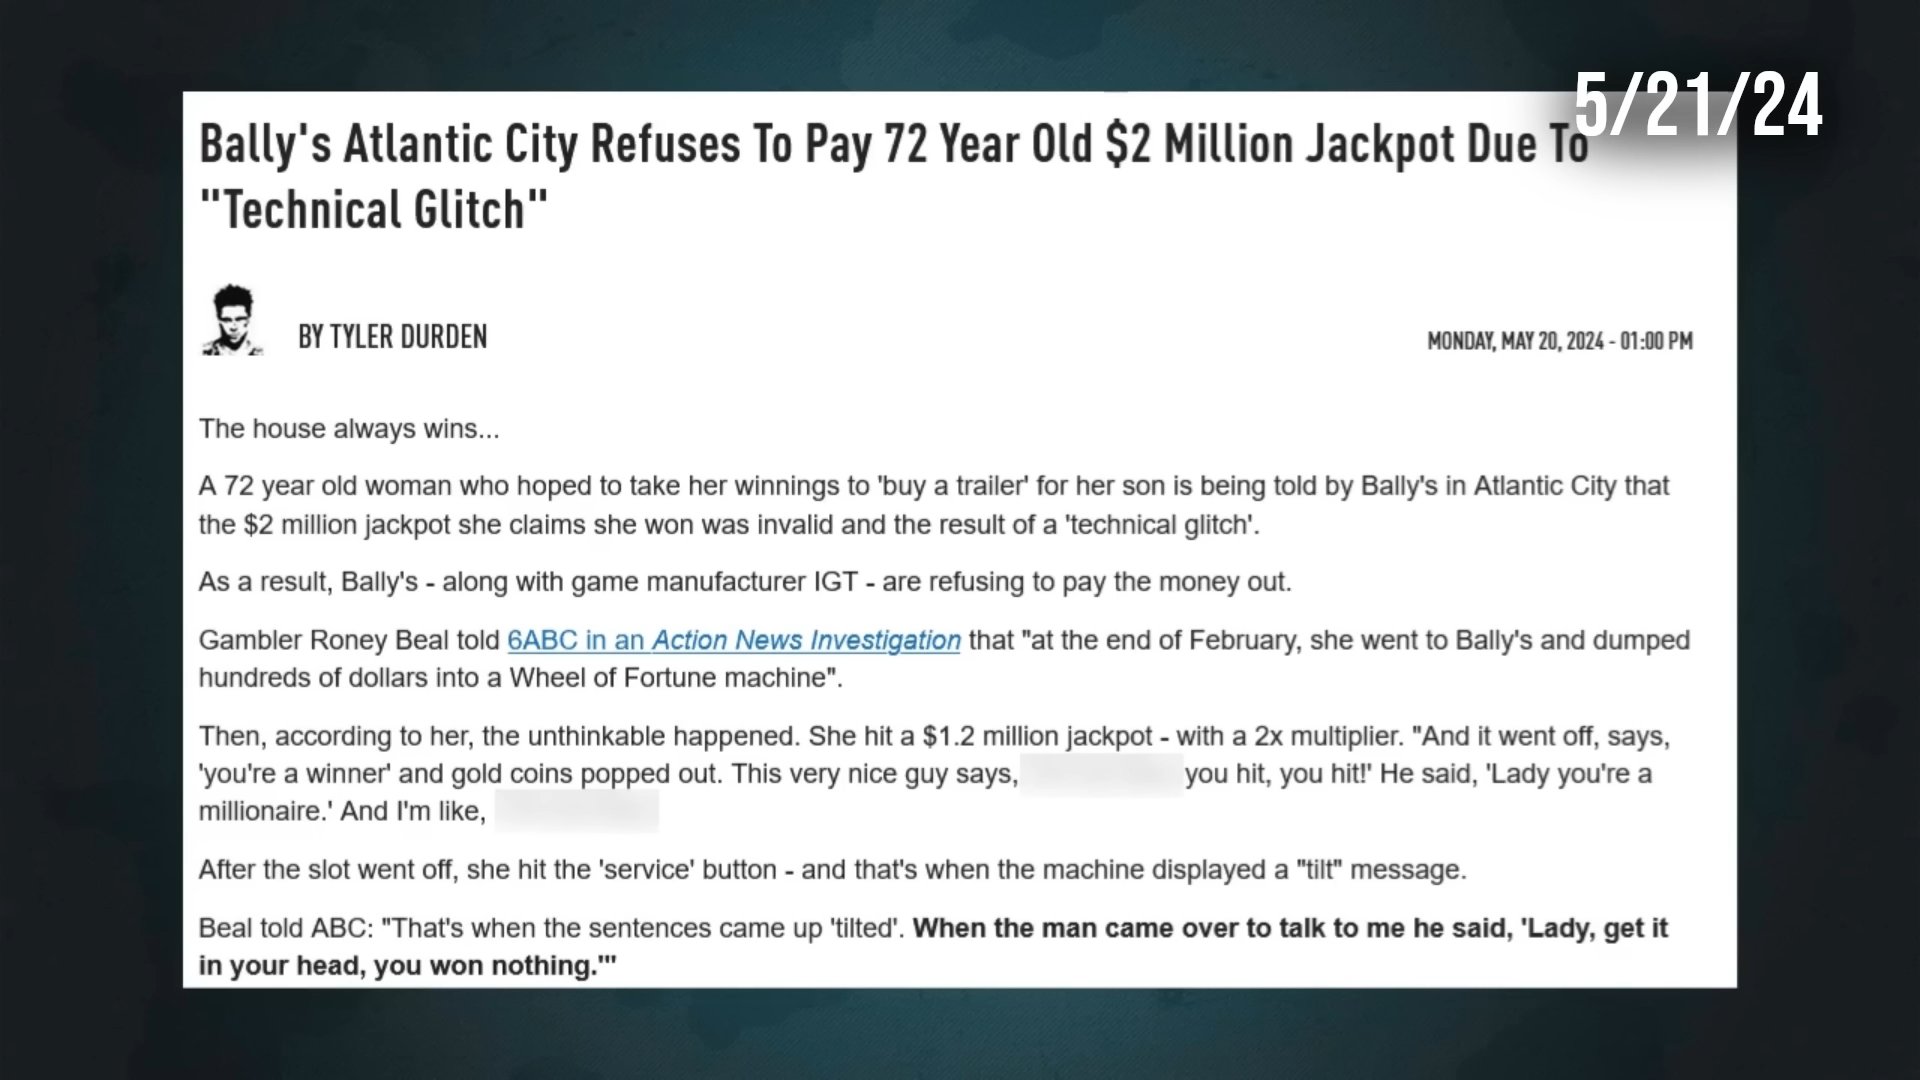 5/21/24
Bally's Atlantic City Refuses To Pay 72 Year Old $2 Million Jackpot Due To
"Technical Glitch"
BY TYLER DURDEN
MONDAY, MAY 20, 2024 - 01:00 PM
The house always wins...
A 72 year old woman who hoped to take her winnings to 'buy a trailer' for her son is being told by Bally's in Atlantic City that
the $2 million jackpot she claims she won was invalid and the result of a 'technical glitch'.
As a result, Bally's - along with game manufacturer IGT - are refusing to pay the money out.
Gambler Roney Beal told 6ABC in an Action News Investigation that "at the end of February, she went to Bally's and dumped
hundreds of dollars into a Wheel of Fortune machine".
Then, according to her, the unthinkable happened. She hit a $1.2 million jackpot - with a 2x multiplier. "And it went off, says,
'you're a winner' and gold coins popped out. This very nice guy says, you hit, you hit!' He said, 'Lady you're a
millionaire.' And I'm like,
After the slot went off, she hit the 'service' button - and that's when the machine displayed a "tilt" message.
Beal told ABC: "That's when the sentences came up 'tilted'. When the man came over to talk to me he said, 'Lady, get it
in your head, you won nothing.'"